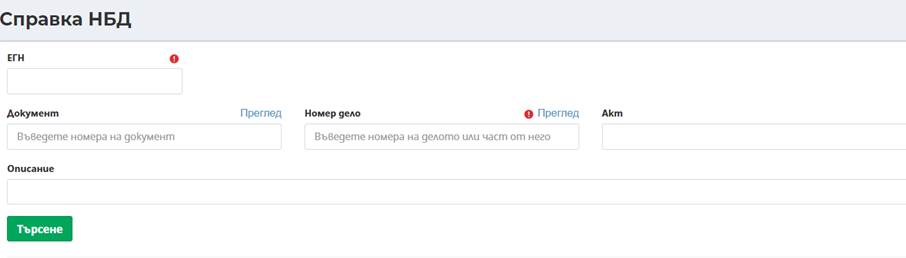 Справка НБД
ЕГН
Документ Преглед Номер дело Преглед Акт
Въведете номера на документ Въведете номера на делото или част от него
Описание
Търсене